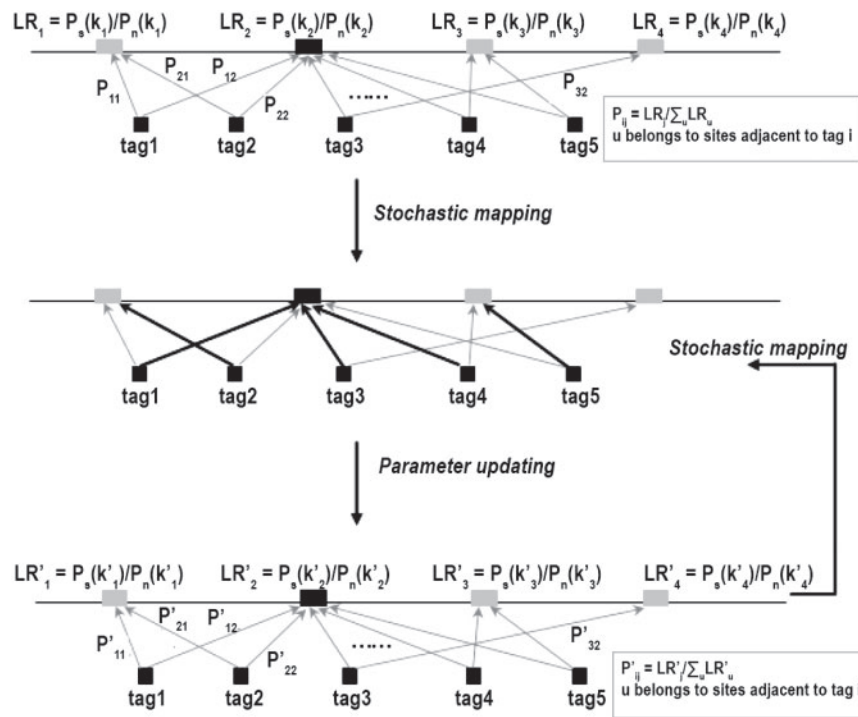 LR₁ = Pₛ(k₁)/Pₙ(k₁) LR₂ = Pₛ(k₂)/Pₙ(k₂) LR₃ = Pₛ(k₃)/Pₙ(k₃) LR₄ = Pₛ(k₄)/Pₙ(k₄)
P₁₁ P₂₁ P₁₂ P₂₂ ...... P₃₂
Pᵢⱼ = LRⱼ/∑ᵤLRᵤ
u belongs to sites adjacent to tag i
tag1 tag2 tag3 tag4 tag5
Stochastic mapping
Stochastic mapping
tag1 tag2 tag3 tag4 tag5
Parameter updating
LR'₁ = Pₛ(k'₁)/Pₙ(k'₁) LR'₂ = Pₛ(k'₂)/Pₙ(k'₂) LR'₃ = Pₛ(k'₃)/Pₙ(k'₃) LR'₄ = Pₛ(k'₄)/Pₙ(k'₄)
P'₁₁ P'₂₁ P'₁₂ P'₂₂ ...... P'₃₂
P'ᵢⱼ = LR'ⱼ/∑ᵤLR'ᵤ
u belongs to sites adjacent to tag i
tag1 tag2 tag3 tag4 tag5